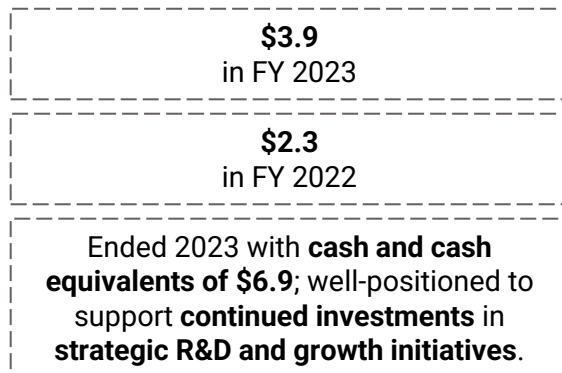 $3.9
in FY 2023
$2.3
in FY 2022
Ended 2023 with cash and cash
equivalents of $6.9; well-positioned to
support continued investments in
strategic R&D and growth initiatives.